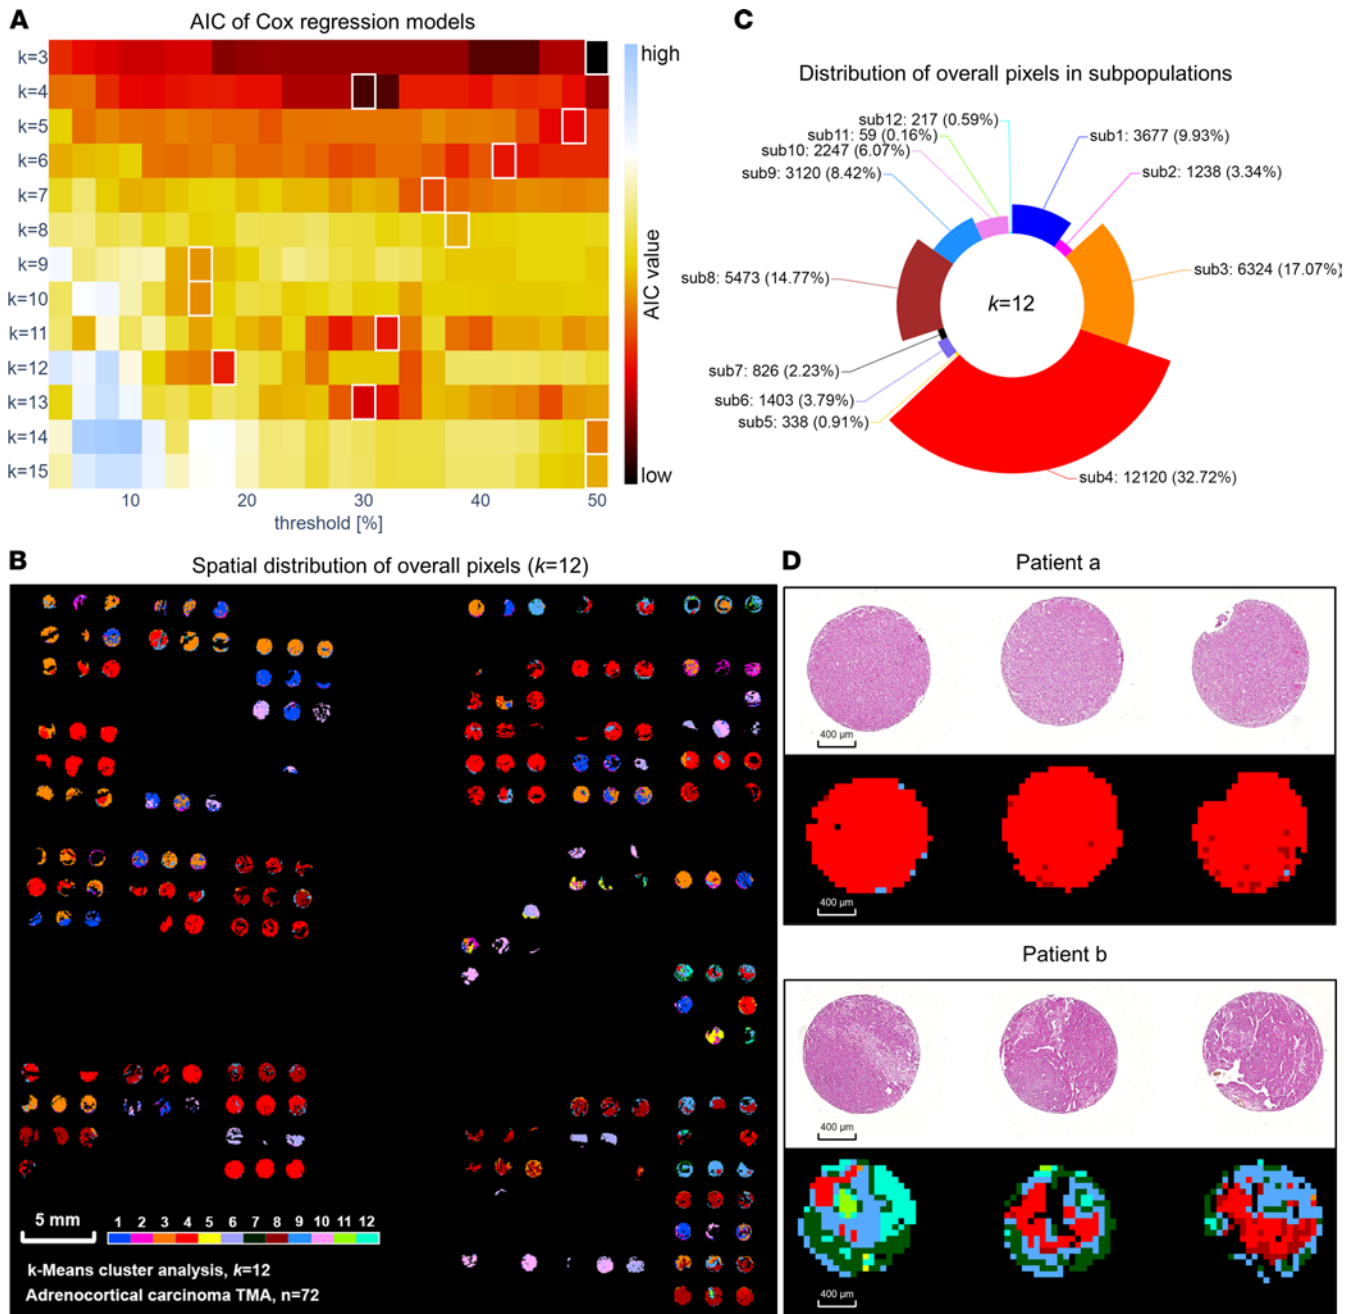 A
AIC of Cox regression models
k=3
k=4
k=5
k=6
k=7
k=8
k=9
k=10
k=11
k=12
k=13
k=14
k=15
10 20 30 40 50
threshold [%]
high
AIC value
low
C
Distribution of overall pixels in subpopulations
sub12: 217 (0.59%)
sub11: 59 (0.16%)
sub10: 2247 (6.07%)
sub9: 3120 (8.42%)
sub1: 3677 (9.93%)
sub2: 1238 (3.34%)
sub3: 6324 (17.07%)
sub8: 5473 (14.77%)
k=12
sub7: 826 (2.23%)
sub6: 1403 (3.79%)
sub5: 338 (0.91%)
sub4: 12120 (32.72%)
B
Spatial distribution of overall pixels (k=12)
5 mm
1 2 3 4 5 6 7 8 9 10 11 12
k-Means cluster analysis, k=12
Adrenocortical carcinoma TMA, n=72
D
Patient a
400 µm
400 µm
Patient b
400 µm
400 µm